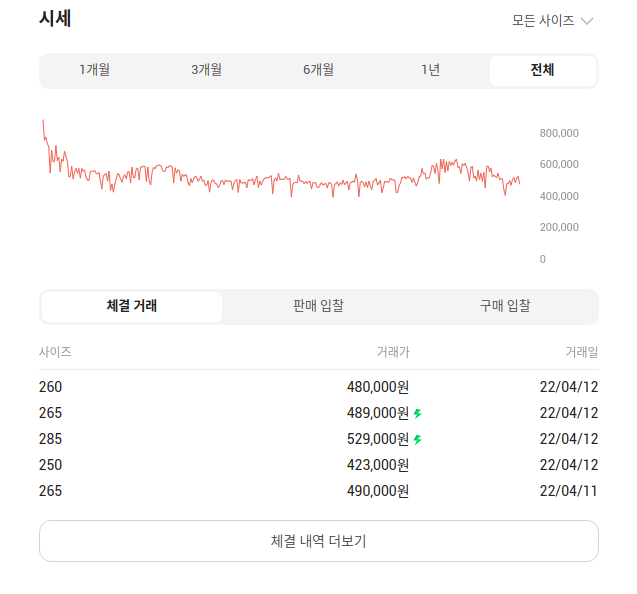 시세 모든 사이즈
1개월 3개월 6개월 1년 전체
800,000
600,000
400,000
200,000
0
체결 거래 판매 입찰 구매 입찰
사이즈 거래가 거래일
260 480,000원 22/04/12
265 489,000원 22/04/12
285 529,000원 22/04/12
250 423,000원 22/04/12
265 490,000원 22/04/11
체결 내역 더보기